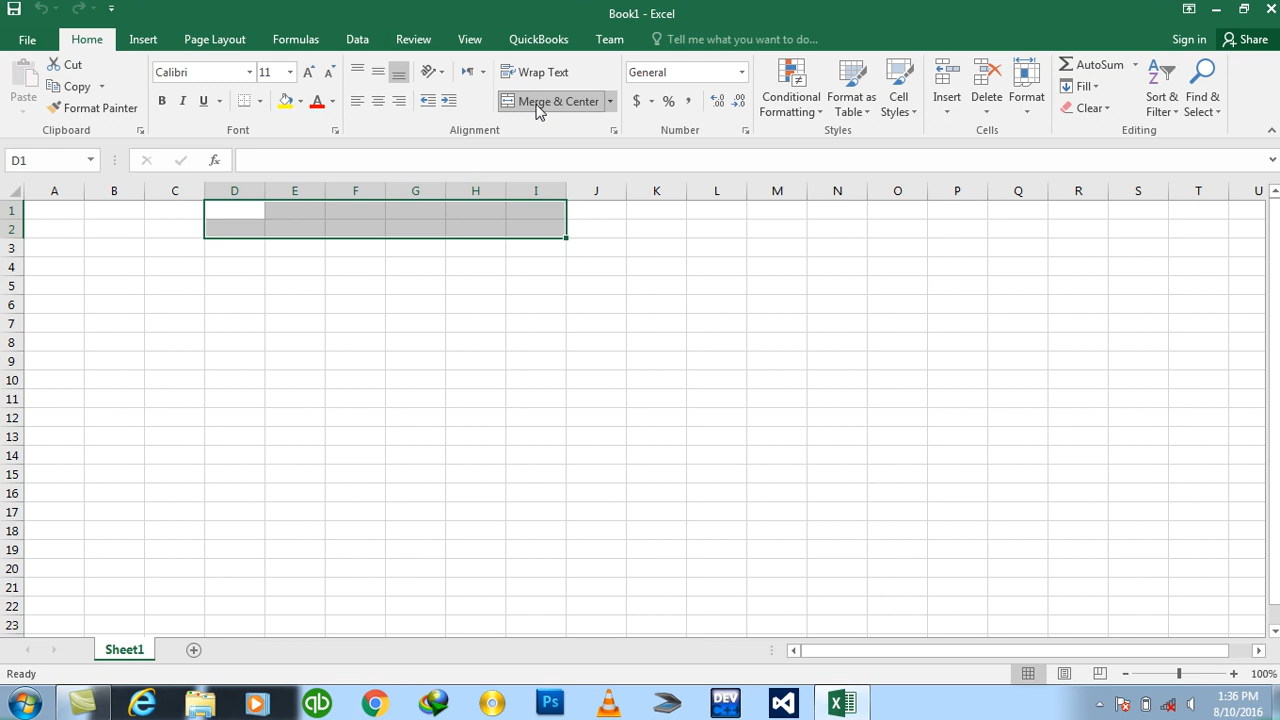 Book1 - Excel
File Home Insert Page Layout Formulas Data Review View QuickBooks Team Tell me what you want to do... Sign in Share
Paste Cut
Copy
Format Painter
Clipboard
Calibri 11
B I U A
Font
Wrap Text
Merge & Center
Alignment
General
$ % ,
Number
Conditional Formatting
Format as Table
Cell Styles
Styles
Insert Delete Format
Cells
AutoSum
Fill
Clear
Sort & Filter
Find & Select
Editing
D1 fx
A B C D E F G H I J K L M N O P Q R S T U
1
2
3
4
5
6
7
8
9
10
11
12
13
14
15
16
17
18
19
20
21
22
23
Sheet1
Ready 100%
qb Ps DEV
1:36 PM
8/10/2016